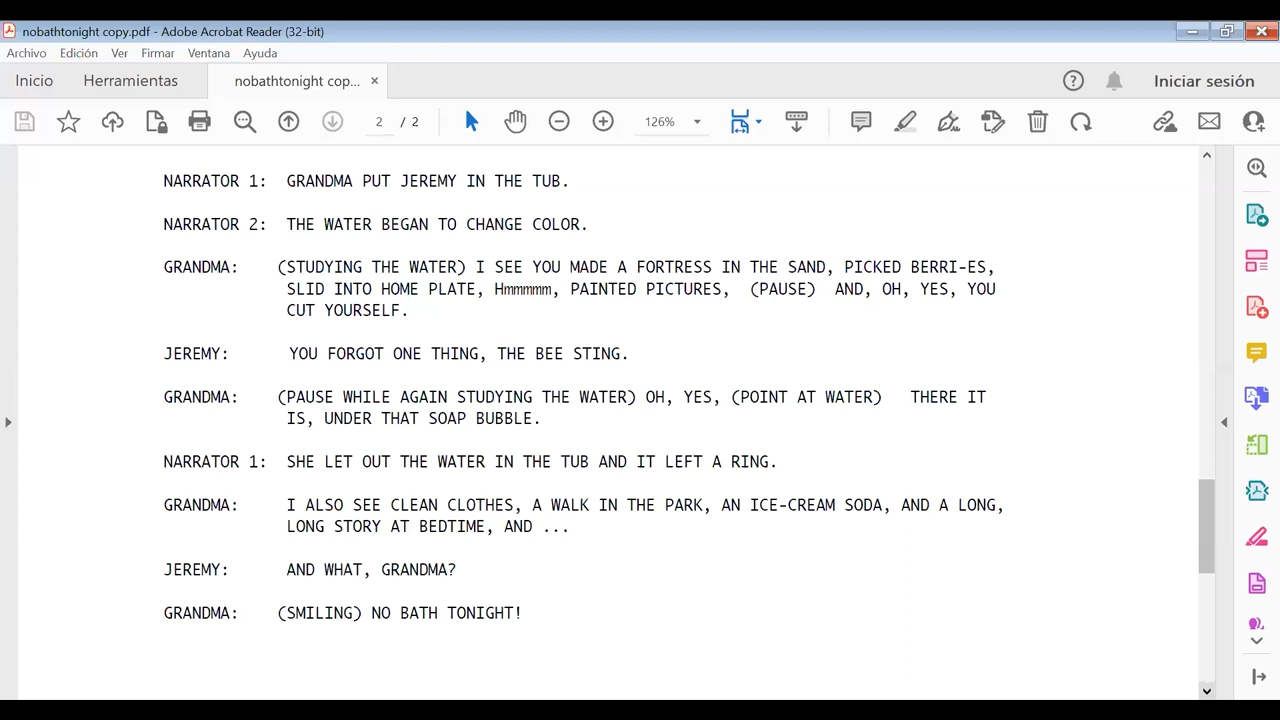 nobathtonight copy.pdf - Adobe Acrobat Reader (32-bit)
Archivo Edición Ver Firmar Ventana Ayuda
Inicio Herramientas nobathtonight cop... × Iniciar sesión
2 / 2 126%
NARRATOR 1: GRANDMA PUT JEREMY IN THE TUB.
NARRATOR 2: THE WATER BEGAN TO CHANGE COLOR.
GRANDMA: (STUDYING THE WATER) I SEE YOU MADE A FORTRESS IN THE SAND, PICKED BERRI-ES,
SLID INTO HOME PLATE, Hmmmmm, PAINTED PICTURES, (PAUSE) AND, OH, YES, YOU
CUT YOURSELF.
JEREMY: YOU FORGOT ONE THING, THE BEE STING.
GRANDMA: (PAUSE WHILE AGAIN STUDYING THE WATER) OH, YES, (POINT AT WATER) THERE IT
IS, UNDER THAT SOAP BUBBLE.
NARRATOR 1: SHE LET OUT THE WATER IN THE TUB AND IT LEFT A RING.
GRANDMA: I ALSO SEE CLEAN CLOTHES, A WALK IN THE PARK, AN ICE-CREAM SODA, AND A LONG,
LONG STORY AT BEDTIME, AND ...
JEREMY: AND WHAT, GRANDMA?
GRANDMA: (SMILING) NO BATH TONIGHT!